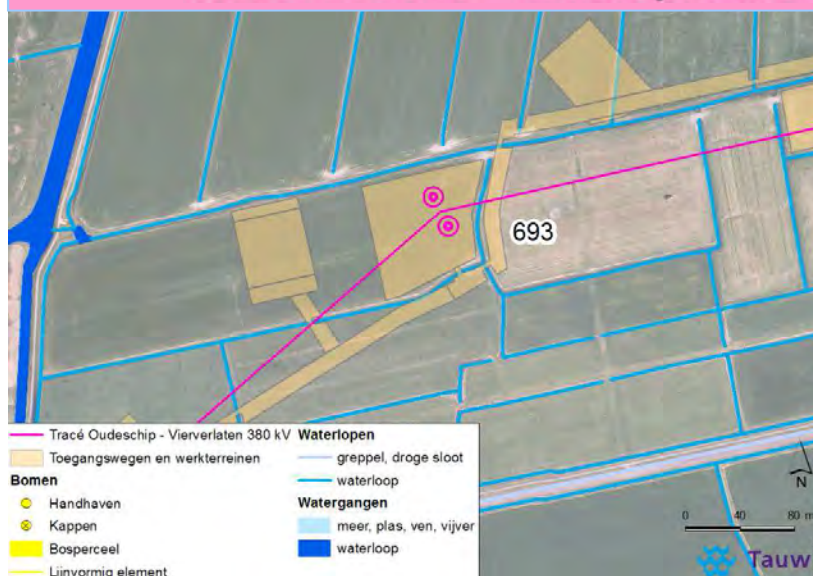 693
Tracé Oudeschip - Vierverlaten 380 kV
Toegangswegen en werkterreinen
Bomen
Handhaven
Kappen
Bosperceel
Lijnvormig element
Waterlopen
greppel, droge sloot
waterloop
Watergangen
meer, plas, ven, vijver
waterloop
N
0 40 80 m
Tauw